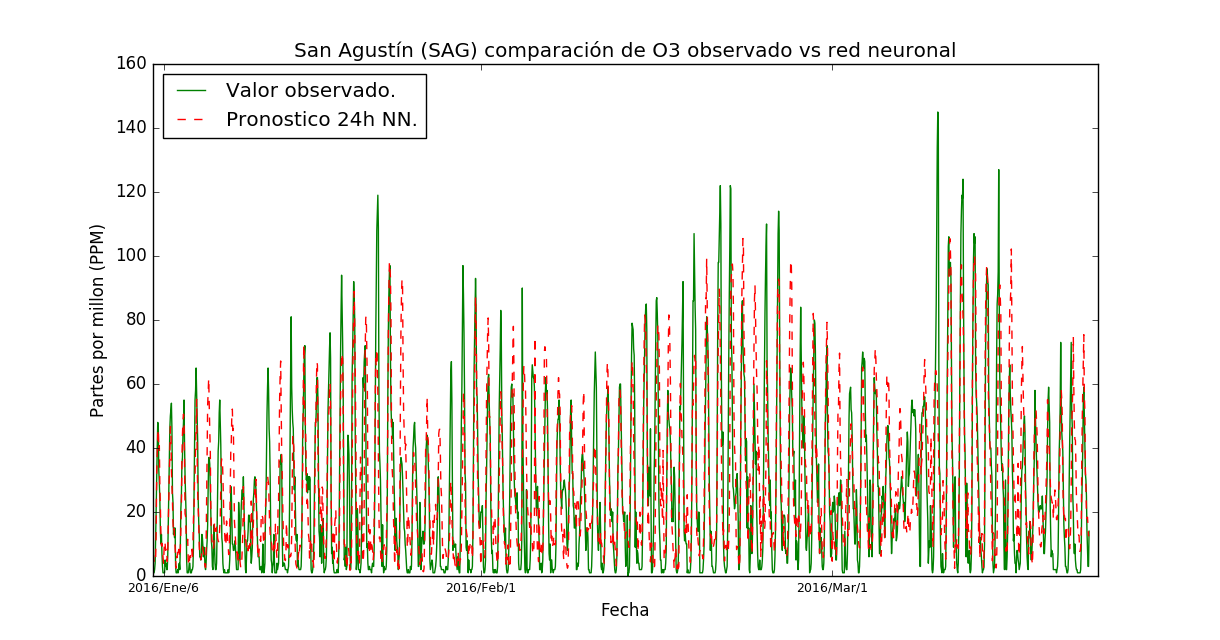 San Agustín (SAG) comparación de O3 observado vs red neuronal
160
140
120
100
80
60
40
20
0
Valor observado.
Pronostico 24h NN.
Partes por millon (PPM)
2016/Ene/6
2016/Feb/1
2016/Mar/1
Fecha